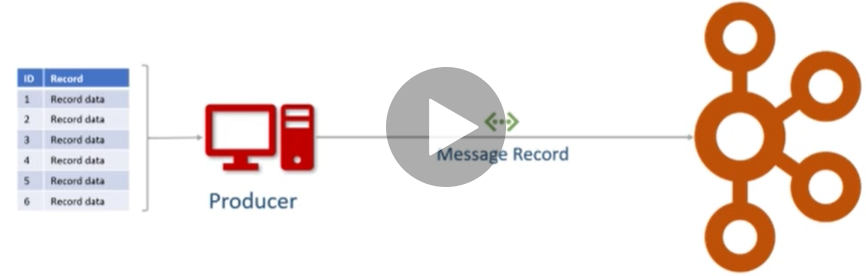 ID Record
1 Record data
2 Record data
3 Record data
4 Record data
5 Record data
6 Record data
Producer
Message Record